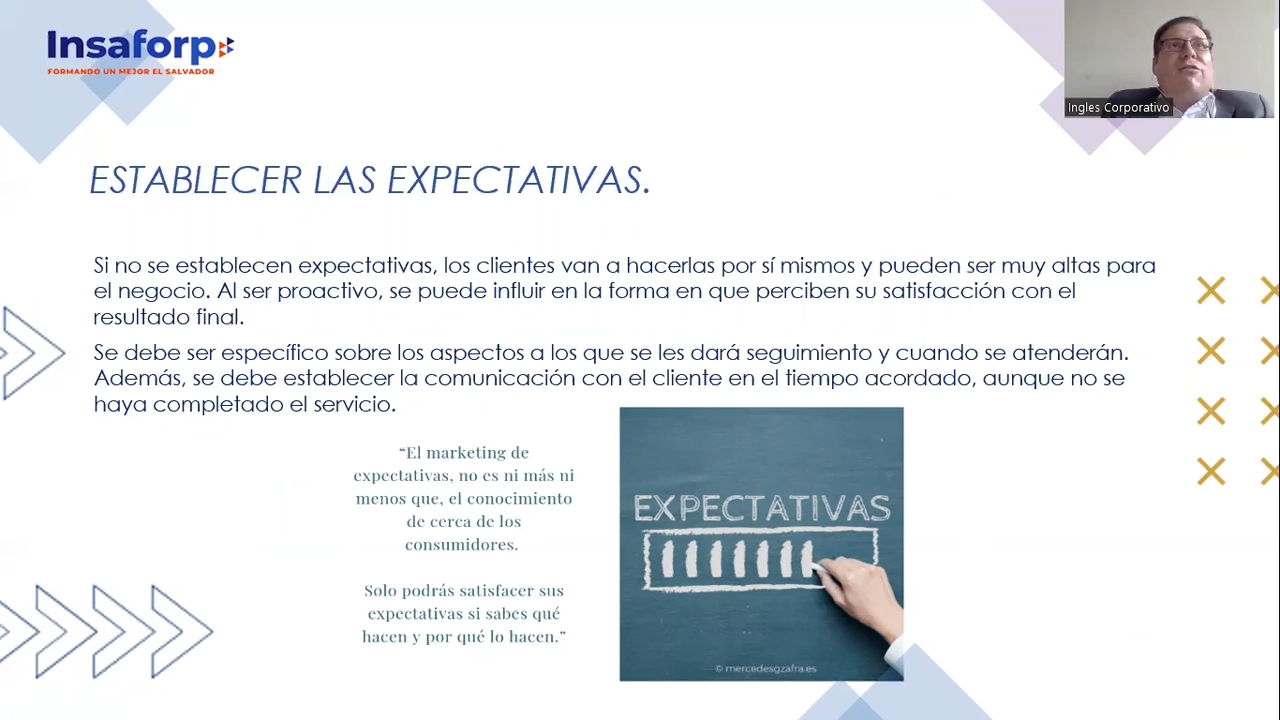 Insaforp
FORMANDO UN MEJOR EL SALVADOR
Ingles Corporativo
ESTABLECER LAS EXPECTATIVAS.
Si no se establecen expectativas, los clientes van a hacerlas por sí mismos y pueden ser muy altas para
el negocio. Al ser proactivo, se puede influir en la forma en que perciben su satisfacción con el
resultado final.
Se debe ser específico sobre los aspectos a los que se les dará seguimiento y cuando se atenderán.
Además, se debe establecer la comunicación con el cliente en el tiempo acordado, aunque no se
haya completado el servicio.
“El marketing de
expectativas, no es ni más ni
menos que, el conocimiento
de cerca de los
consumidores.
Solo podrás satisfacer sus
expectativas si sabes qué
hacen y por qué lo hacen.”
EXPECTATIVAS
© mercedesgzafra.es